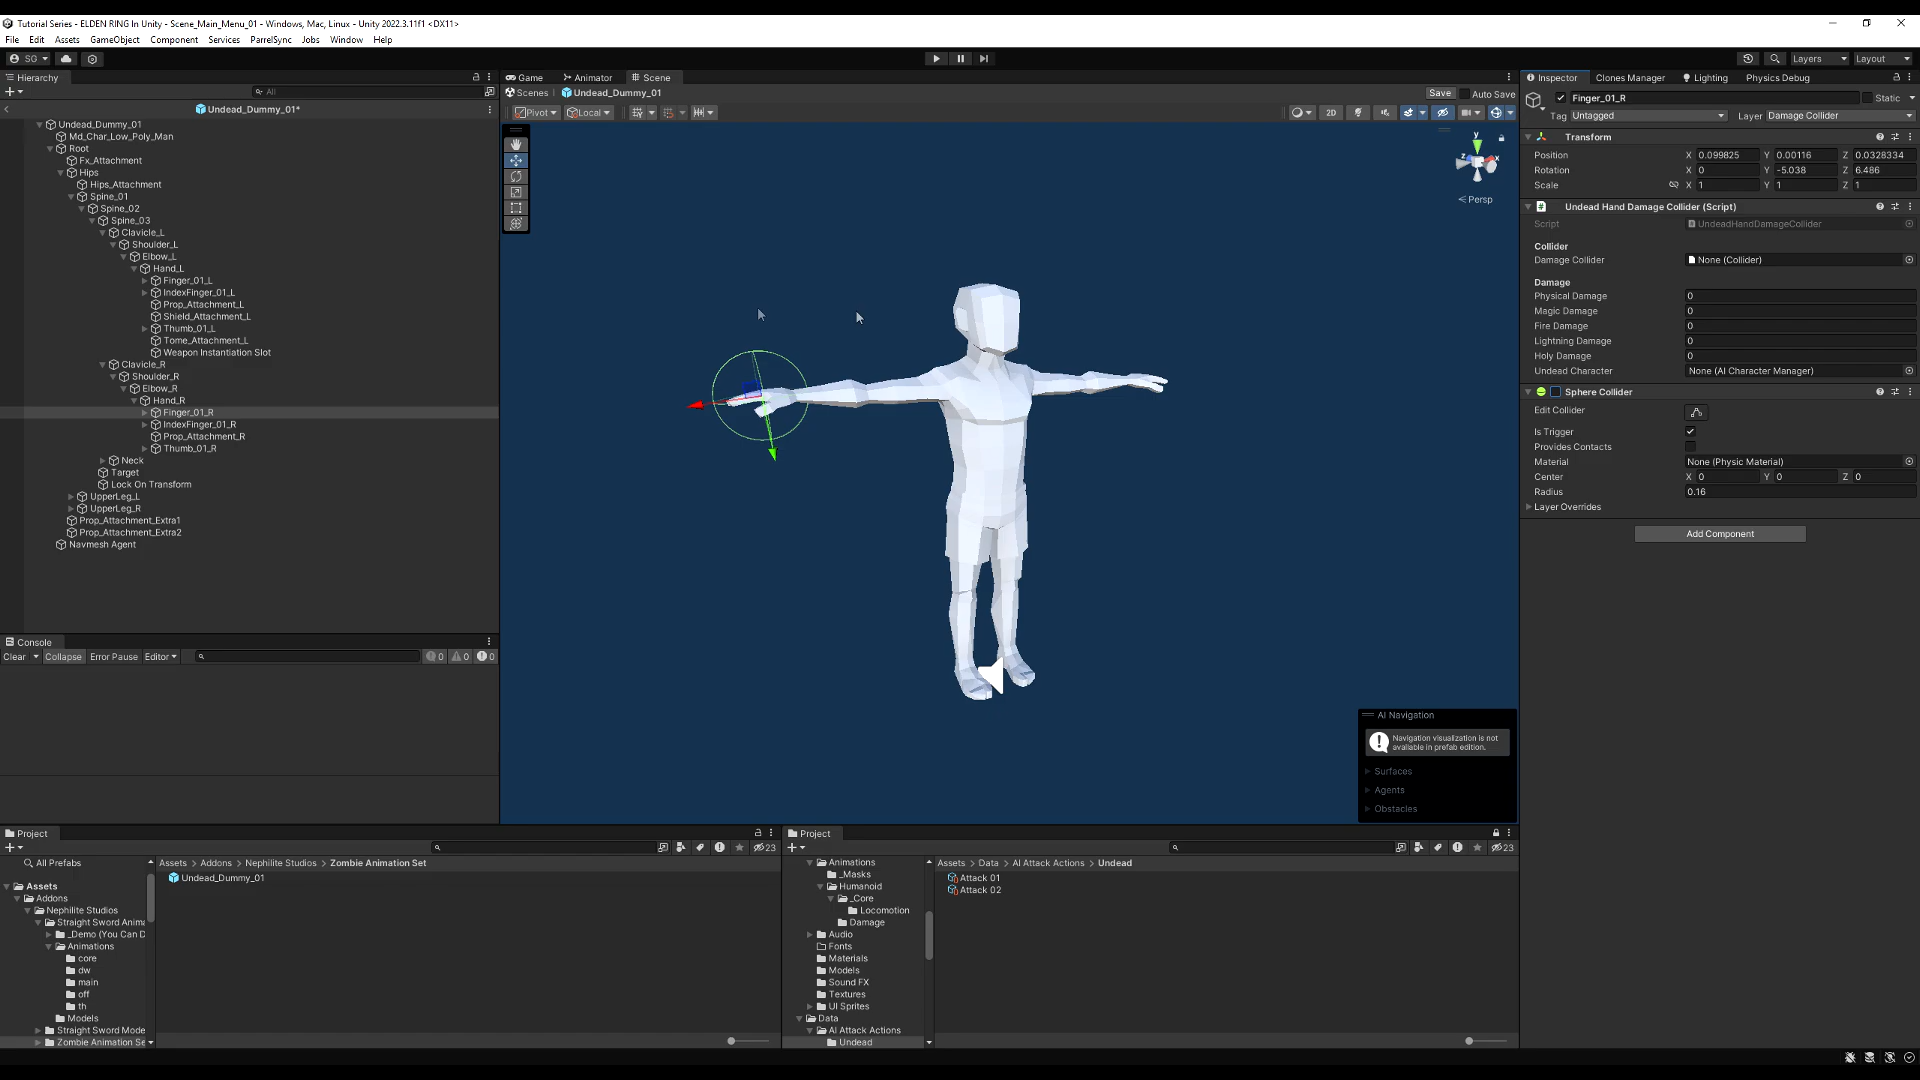 Tutorial Series - ELDEN RING In Unity - Scene_Main_Menu_01 - Windows, Mac, Linux - Unity 2022.3.11f1 <DX11>
File Edit Assets GameObject Component Services ParrelSync Jobs Window Help
SG Layers Layout
Hierarchy
All
Undead_Dummy_01*
Undead_Dummy_01
Md_Char_Low_Poly_Man
Root
Fx_Attachment
Hips
Hips_Attachment
Spine_01
Spine_02
Spine_03
Clavicle_L
Shoulder_L
Elbow_L
Hand_L
Finger_01_L
IndexFinger_01_L
Prop_Attachment_L
Shield_Attachment_L
Thumb_01_L
Tome_Attachment_L
Weapon Instantiation Slot
Clavicle_R
Shoulder_R
Elbow_R
Hand_R
Finger_01_R
IndexFinger_01_R
Prop_Attachment_R
Thumb_01_R
Neck
Target
Lock On Transform
UpperLeg_L
UpperLeg_R
Prop_Attachment_Extra1
Prop_Attachment_Extra2
Navmesh Agent
Console
Clear Collapse Error Pause Editor 0 0 0
Game Animator Scene
Scenes Undead_Dummy_01 Save Auto Save
Pivot Local 2D
y
z x
Persp
AI Navigation
Navigation visualization is not
available in prefab edition.
Surfaces
Agents
Obstacles
Inspector Clones Manager Lighting Physics Debug
Finger_01_R Static
Tag Untagged Layer Damage Collider
Transform
Position X 0.099825 Y 0.00116 Z 0.0328334
Rotation X 0 Y -5.038 Z 6.486
Scale X 1 Y 1 Z 1
Undead Hand Damage Collider (Script)
Script UndeadHandDamageCollider
Collider
Damage Collider None (Collider)
Damage
Physical Damage 0
Magic Damage 0
Fire Damage 0
Lightning Damage 0
Holy Damage 0
Undead Character None (AI Character Manager)
Sphere Collider
Edit Collider
Is Trigger
Provides Contacts
Material None (Physic Material)
Center X 0 Y 0 Z 0
Radius 0.16
Layer Overrides
Add Component
Project
23
All Prefabs
Assets
Addons
Nephilite Studios
Straight Sword Anima
_Demo (You Can D
Animations
core
dw
main
off
th
Models
Straight Sword Mode
Zombie Animation Se
Assets Addons Nephilite Studios Zombie Animation Set
Undead_Dummy_01
Project
23
Animations
_Masks
Humanoid
_Core
Locomotion
Damage
Audio
Fonts
Materials
Models
Sound FX
Textures
UI Sprites
Data
AI Attack Actions
Undead
Assets Data AI Attack Actions Undead
Attack 01
Attack 02